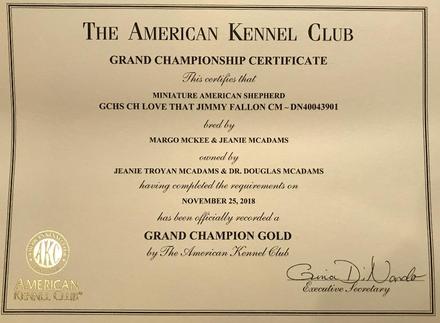 THE AMERICAN KENNEL CLUB
GRAND CHAMPIONSHIP CERTIFICATE
This certifies that
MINIATURE AMERICAN SHEPHERD
GCHS CH LOVE THAT JIMMY FALLON CM ~ DN40043901
bred by
MARGO MCKEE & JEANIE MCADAMS
owned by
JEANIE TROYAN MCADAMS & DR. DOUGLAS MCADAMS
having completed the requirements on
NOVEMBER 25, 2018
has been officially recorded a
GRAND CHAMPION GOLD
by The American Kennel Club
AKC
AMERICAN
KENNEL CLUB
Gina DiNardo
Executive Secretary